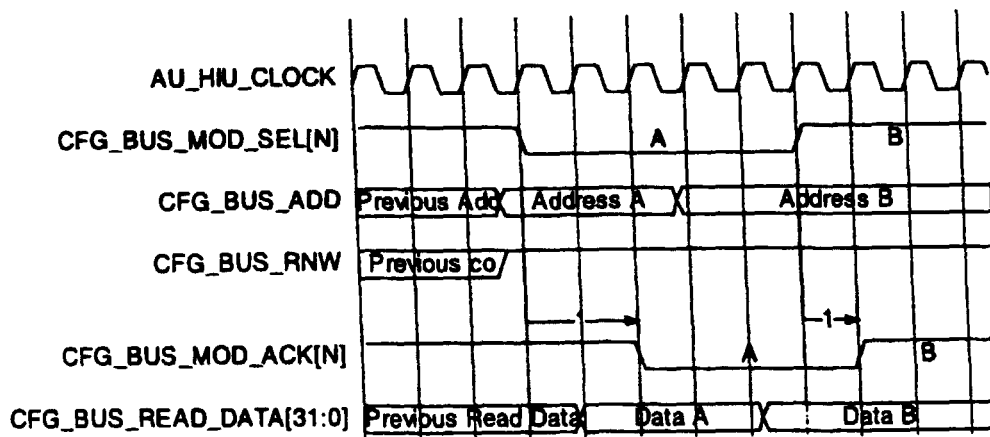 AU_HIU_CLOCK
CFG_BUS_MOD_SEL[N] A B
CFG_BUS_ADD Previous Add Address A Address B
CFG_BUS_RNW Previous co
1 1
CFG_BUS_MOD_ACK[N] A B
CFG_BUS_READ_DATA[31:0] Previous Read Data Data A Data B